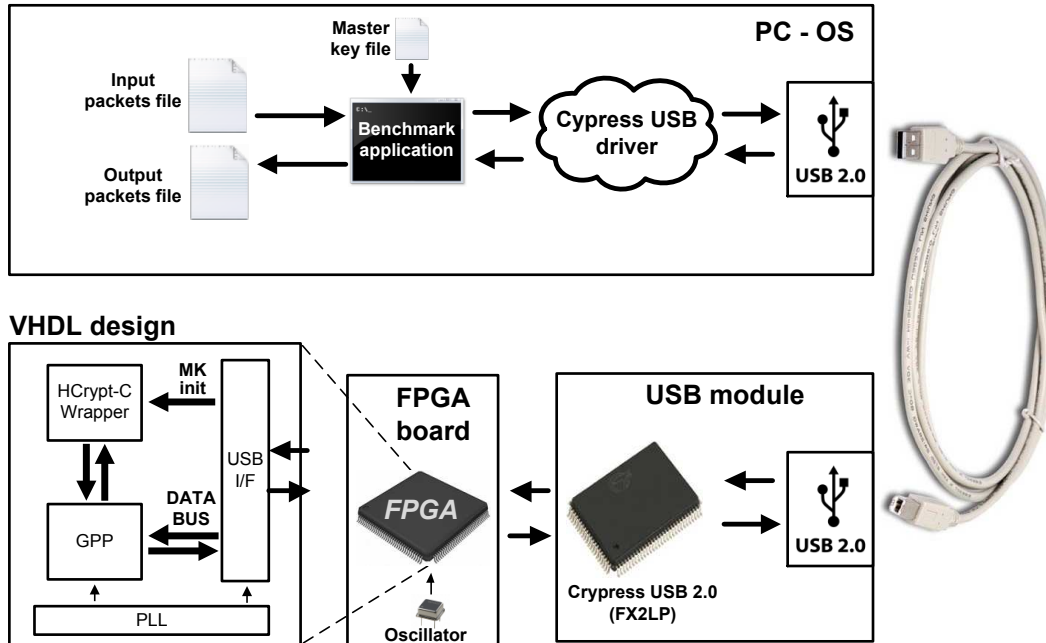 PC - OS
Master
key file
Input
packets file
C:\_
Benchmark
application
Cypress USB
driver
USB 2.0
Output
packets file
VHDL design
HCrypt-C
Wrapper
MK
init
USB
I/F
DATA
BUS
GPP
PLL
FPGA
board
FPGA
Oscillator
USB module
Crypress USB 2.0
(FX2LP)
USB 2.0